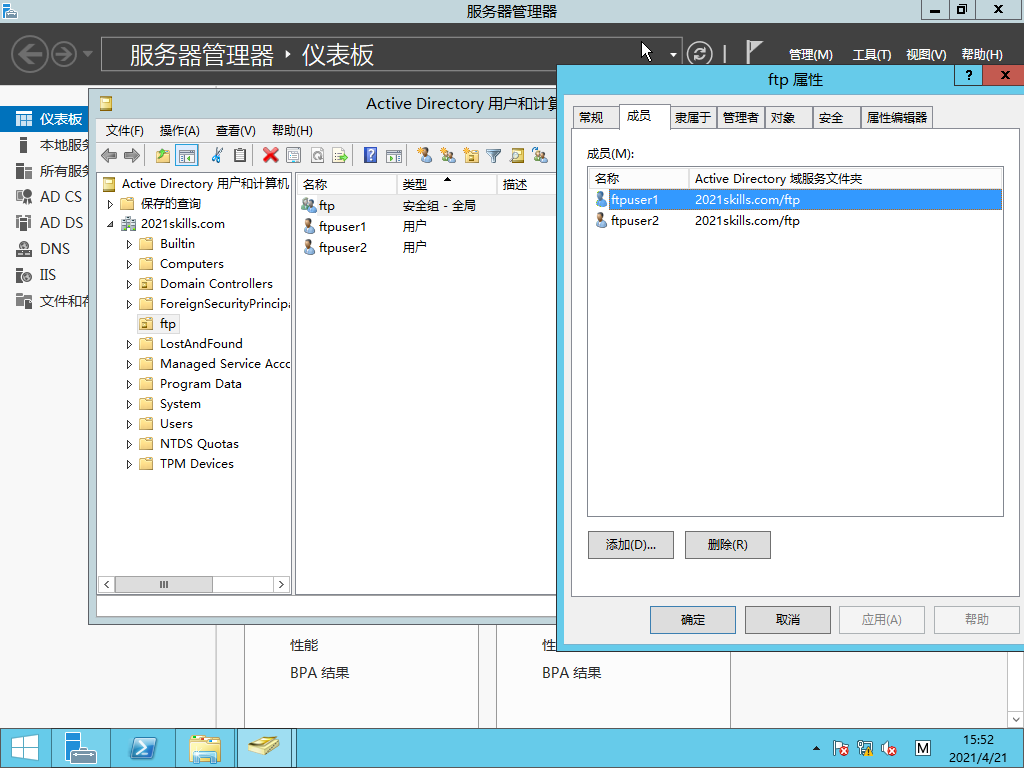 服务器管理器
服务器管理器 ‣ 仪表板
管理(M) 工具(T) 视图(V) 帮助(H)
仪表板
本地服务
所有服务
AD CS
AD DS
DNS
IIS
文件和存
Active Directory 用户和计算
文件(F) 操作(A) 查看(V) 帮助(H)
Active Directory 用户和计算机
保存的查询
2021skills.com
Builtin
Computers
Domain Controllers
ForeignSecurityPrincipa
ftp
LostAndFound
Managed Service Acco
Program Data
System
Users
NTDS Quotas
TPM Devices
名称 类型 描述
ftp 安全组 - 全局
ftpuser1 用户
ftpuser2 用户
ftp 属性
常规 成员 隶属于 管理者 对象 安全 属性编辑器
成员(M):
名称 Active Directory 域服务文件夹
ftpuser1 2021skills.com/ftp
ftpuser2 2021skills.com/ftp
添加(D)... 删除(R)
确定 取消 应用(A) 帮助
性能
BPA 结果
BPA 结果
M
15:52
2021/4/21